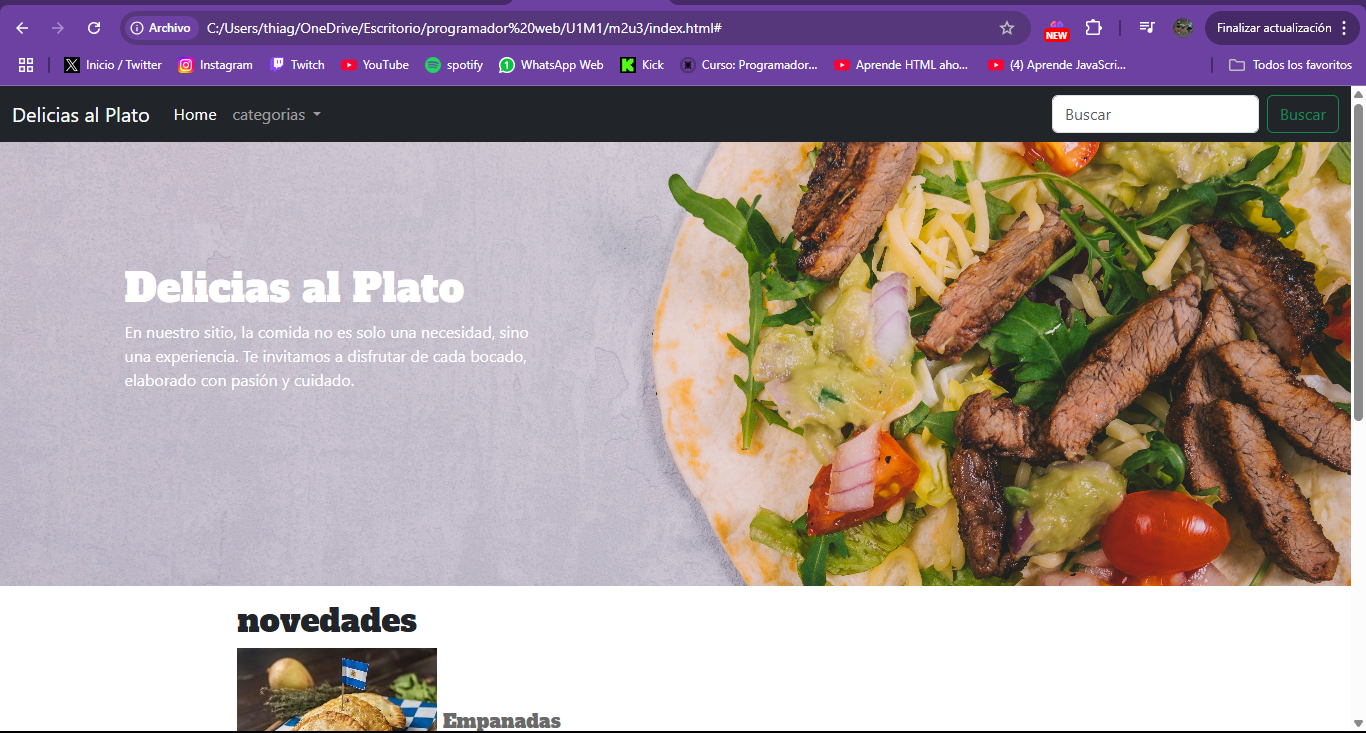 Archivo C:/Users/thiag/OneDrive/Escritorio/programador%20web/U1M1/m2u3/index.html# NEW Finalizar actualización
Inicio / Twitter Instagram Twitch YouTube spotify WhatsApp Web Kick Curso: Programador... Aprende HTML aho... (4) Aprende JavaScri... Todos los favoritos
Delicias al Plato Home categorias Buscar Buscar
Delicias al Plato
En nuestro sitio, la comida no es solo una necesidad, sino
una experiencia. Te invitamos a disfrutar de cada bocado,
elaborado con pasión y cuidado.
novedades
Empanadas